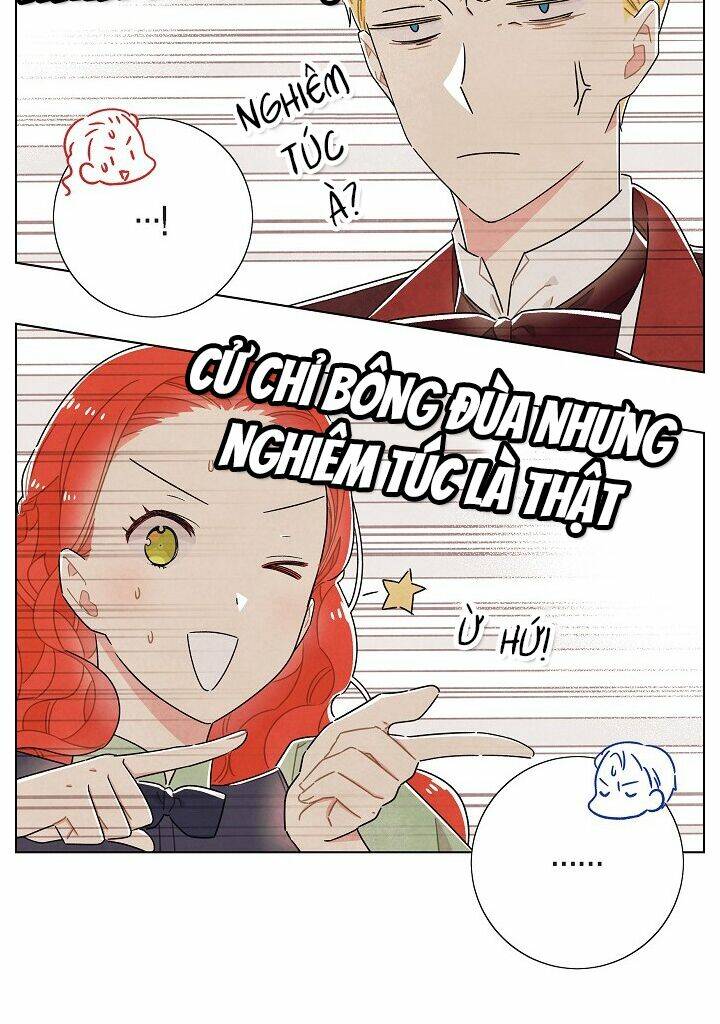 NGHIÊM
TÚC
À?
...!
CỬ CHỈ BÔNG ĐÙA NHƯNG
NGHIÊM TÚC LÀ THẬT
Ừ HỨ!
......